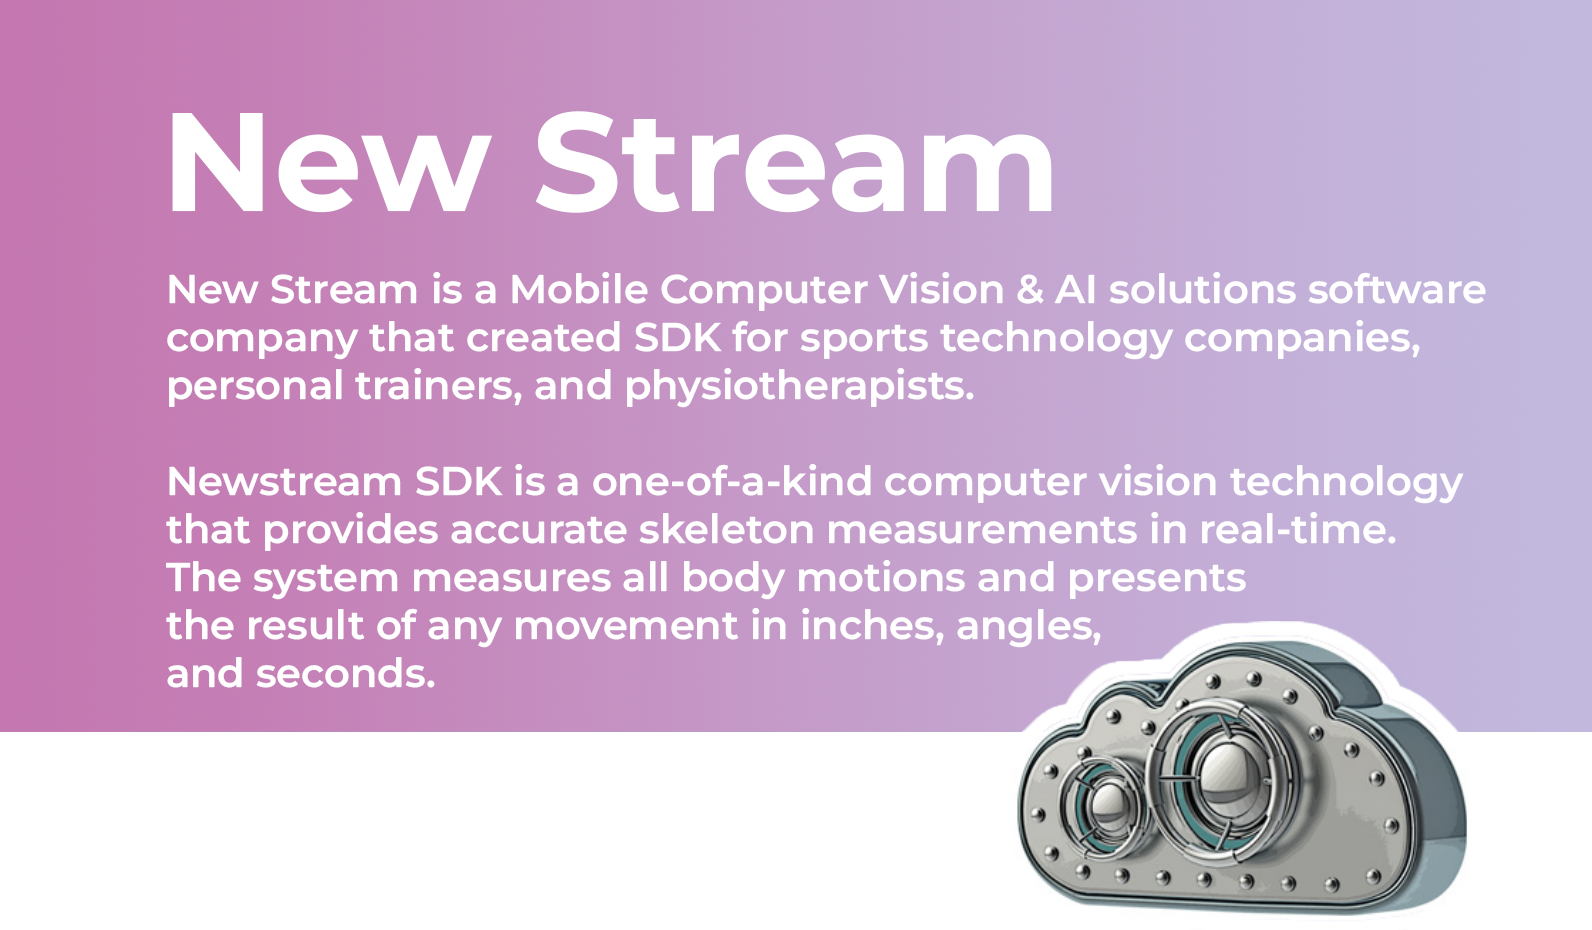 New Stream
New Stream is a Mobile Computer Vision & AI solutions software
company that created SDK for sports technology companies,
personal trainers, and physiotherapists.
Newstream SDK is a one-of-a-kind computer vision technology
that provides accurate skeleton measurements in real-time.
The system measures all body motions and presents
the result of any movement in inches, angles,
and seconds.